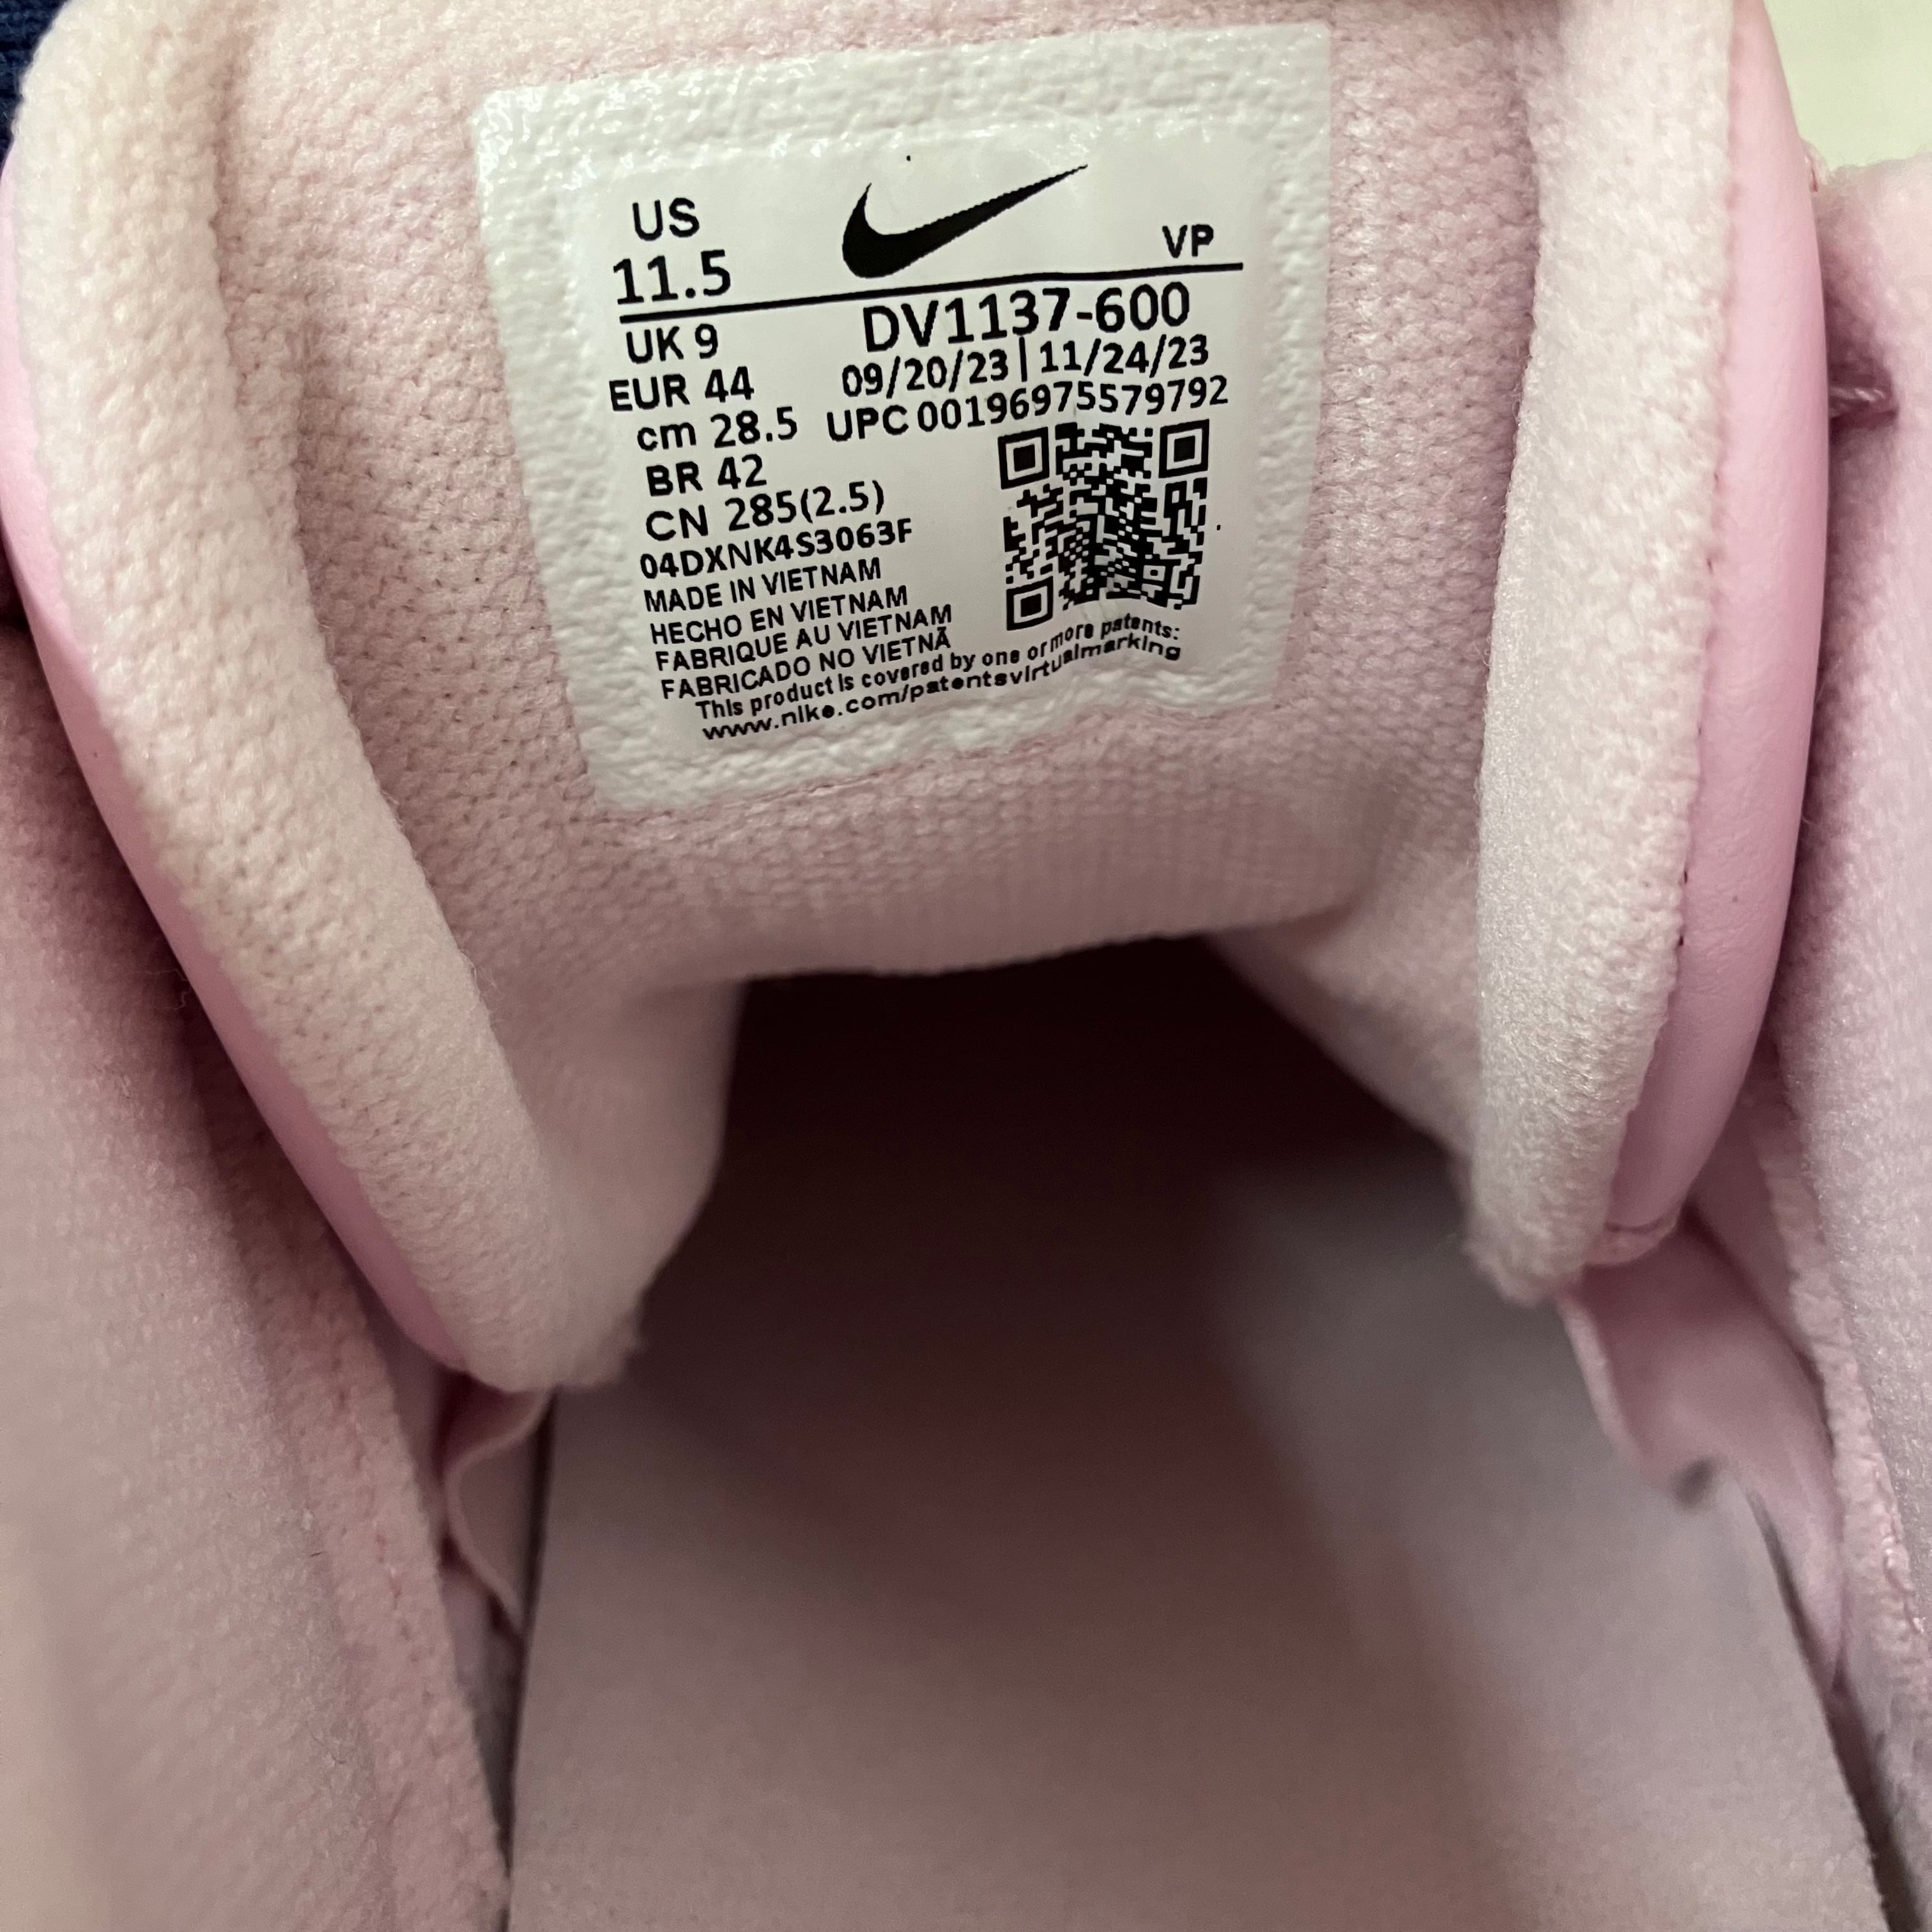 US
11.5
VP
UK 9
EUR 44
cm 28.5
BR 42
CN 285(2.5)
DV1137-600
09/20/23 | 11/24/23
UPC 00196975579792
04DXNK4S3063F
MADE IN VIETNAM
HECHO EN VIETNAM
FABRIQUE AU VIETNAM
FABRICADO NO VIETNÃ
This product is covered by one or more patents:
www.nike.com/patentsvirtualmarking